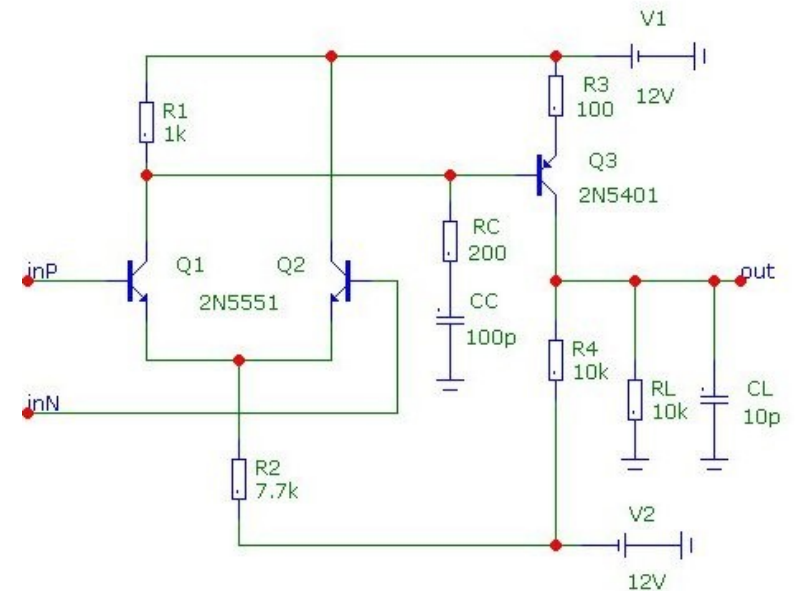 V1
12V
R3
100
R1
1k
Q3
2N5401
RC
200
inP
Q1
Q2
2N5551
out
CC
100p
R4
10k
RL
10k
CL
10p
inN
R2
7.7k
V2
12V